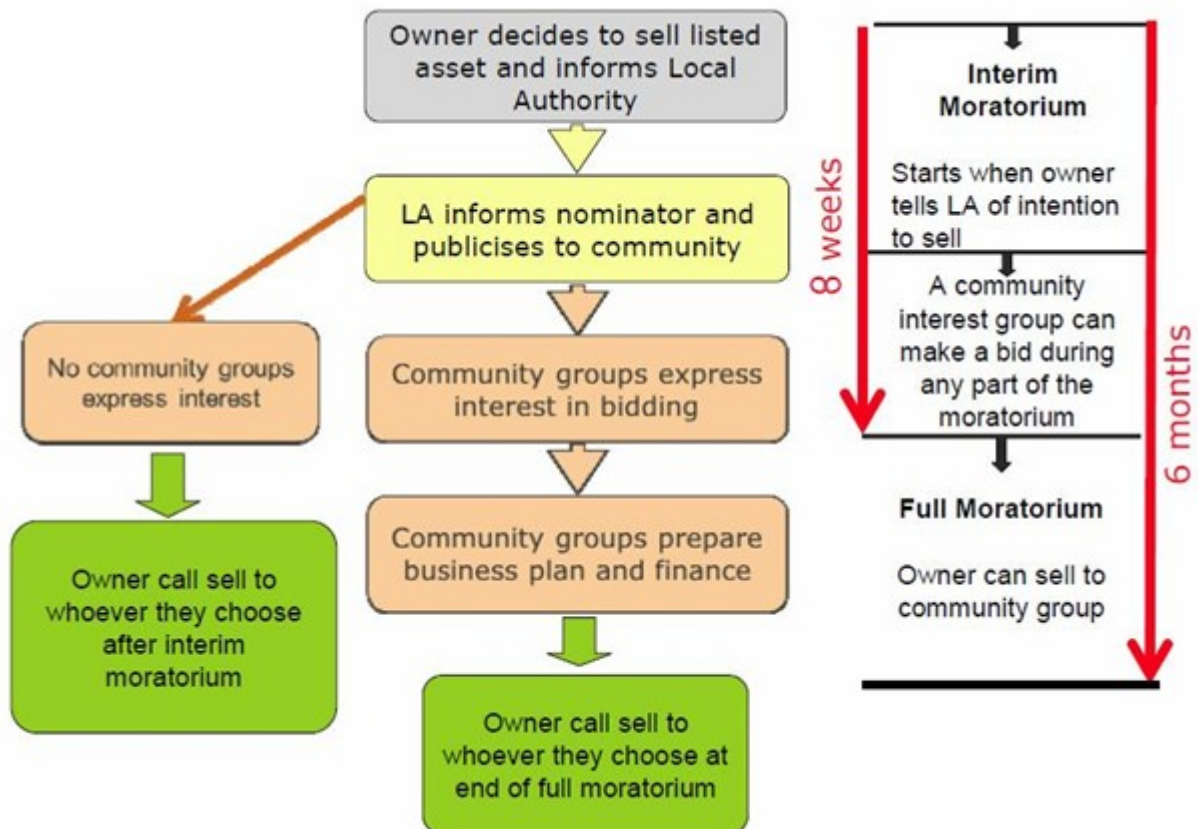 Owner decides to sell listed
asset and informs Local
Authority
LA informs nominator and
publicises to community
No community groups
express interest
Community groups express
interest in bidding
Community groups prepare
business plan and finance
Owner call sell to
whoever they choose
after interim
moratorium
Owner call sell to
whoever they choose at
end of full moratorium
8 weeks
Interim
Moratorium
Starts when owner
tells LA of intention
to sell
A community
interest group can
make a bid during
any part of the
moratorium
Full Moratorium
Owner can sell to
community group
6 months